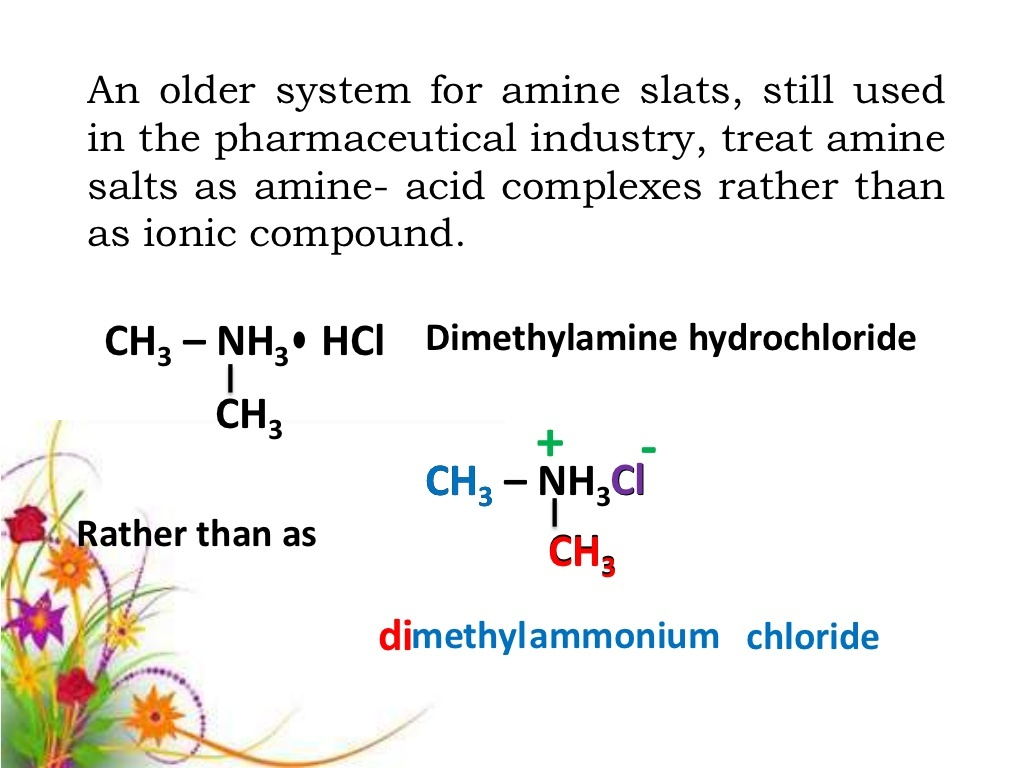 An older system for amine slats, still used
in the pharmaceutical industry, treat amine
salts as amine- acid complexes rather than
as ionic compound.
CH₃ – NH₃• HCl Dimethylamine hydrochloride
CH₃
+ -
CH₃ – NH₃Cl
Rather than as
CH₃
dimethylammonium chloride